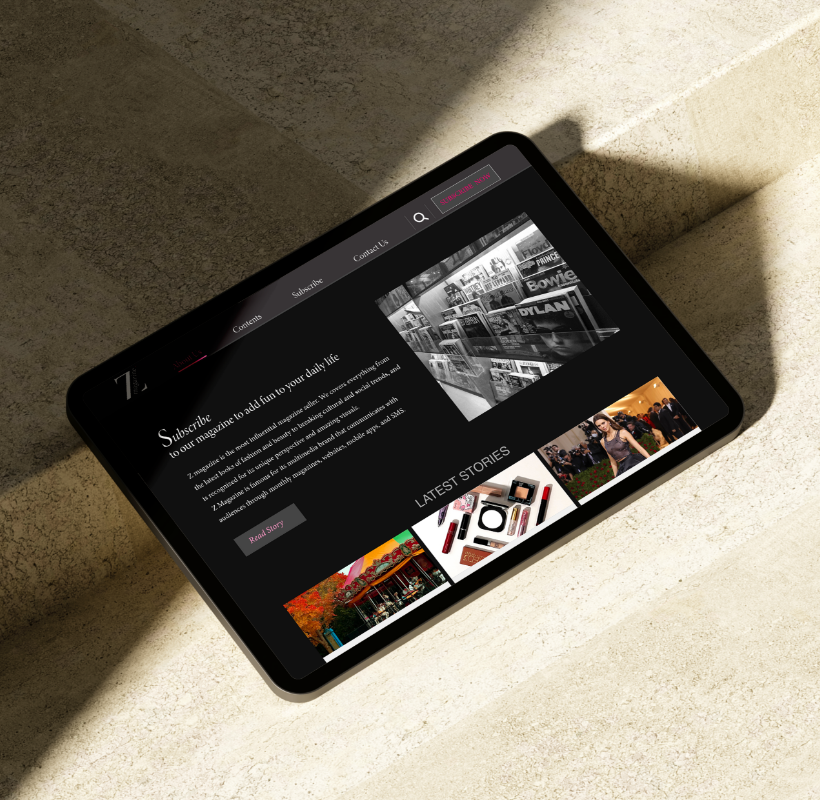 Z
Contents
Subscribe
Contact Us
Subscribe
to our magazine to add fun to your daily life
Z magazine is the most influential magazine seller. We covers everything from
the latest looks of fashion and beauty to breaking cultural and social trends, and
is recognized for its unique perspective and amazing visuals.
Z.Magazine is famous for its multimedia brand that communicates with
audiences through monthly magazines, websites, mobile apps, and SMS.
Read Story
PRINCE
Bowie
DYLAN
LATEST STORIES